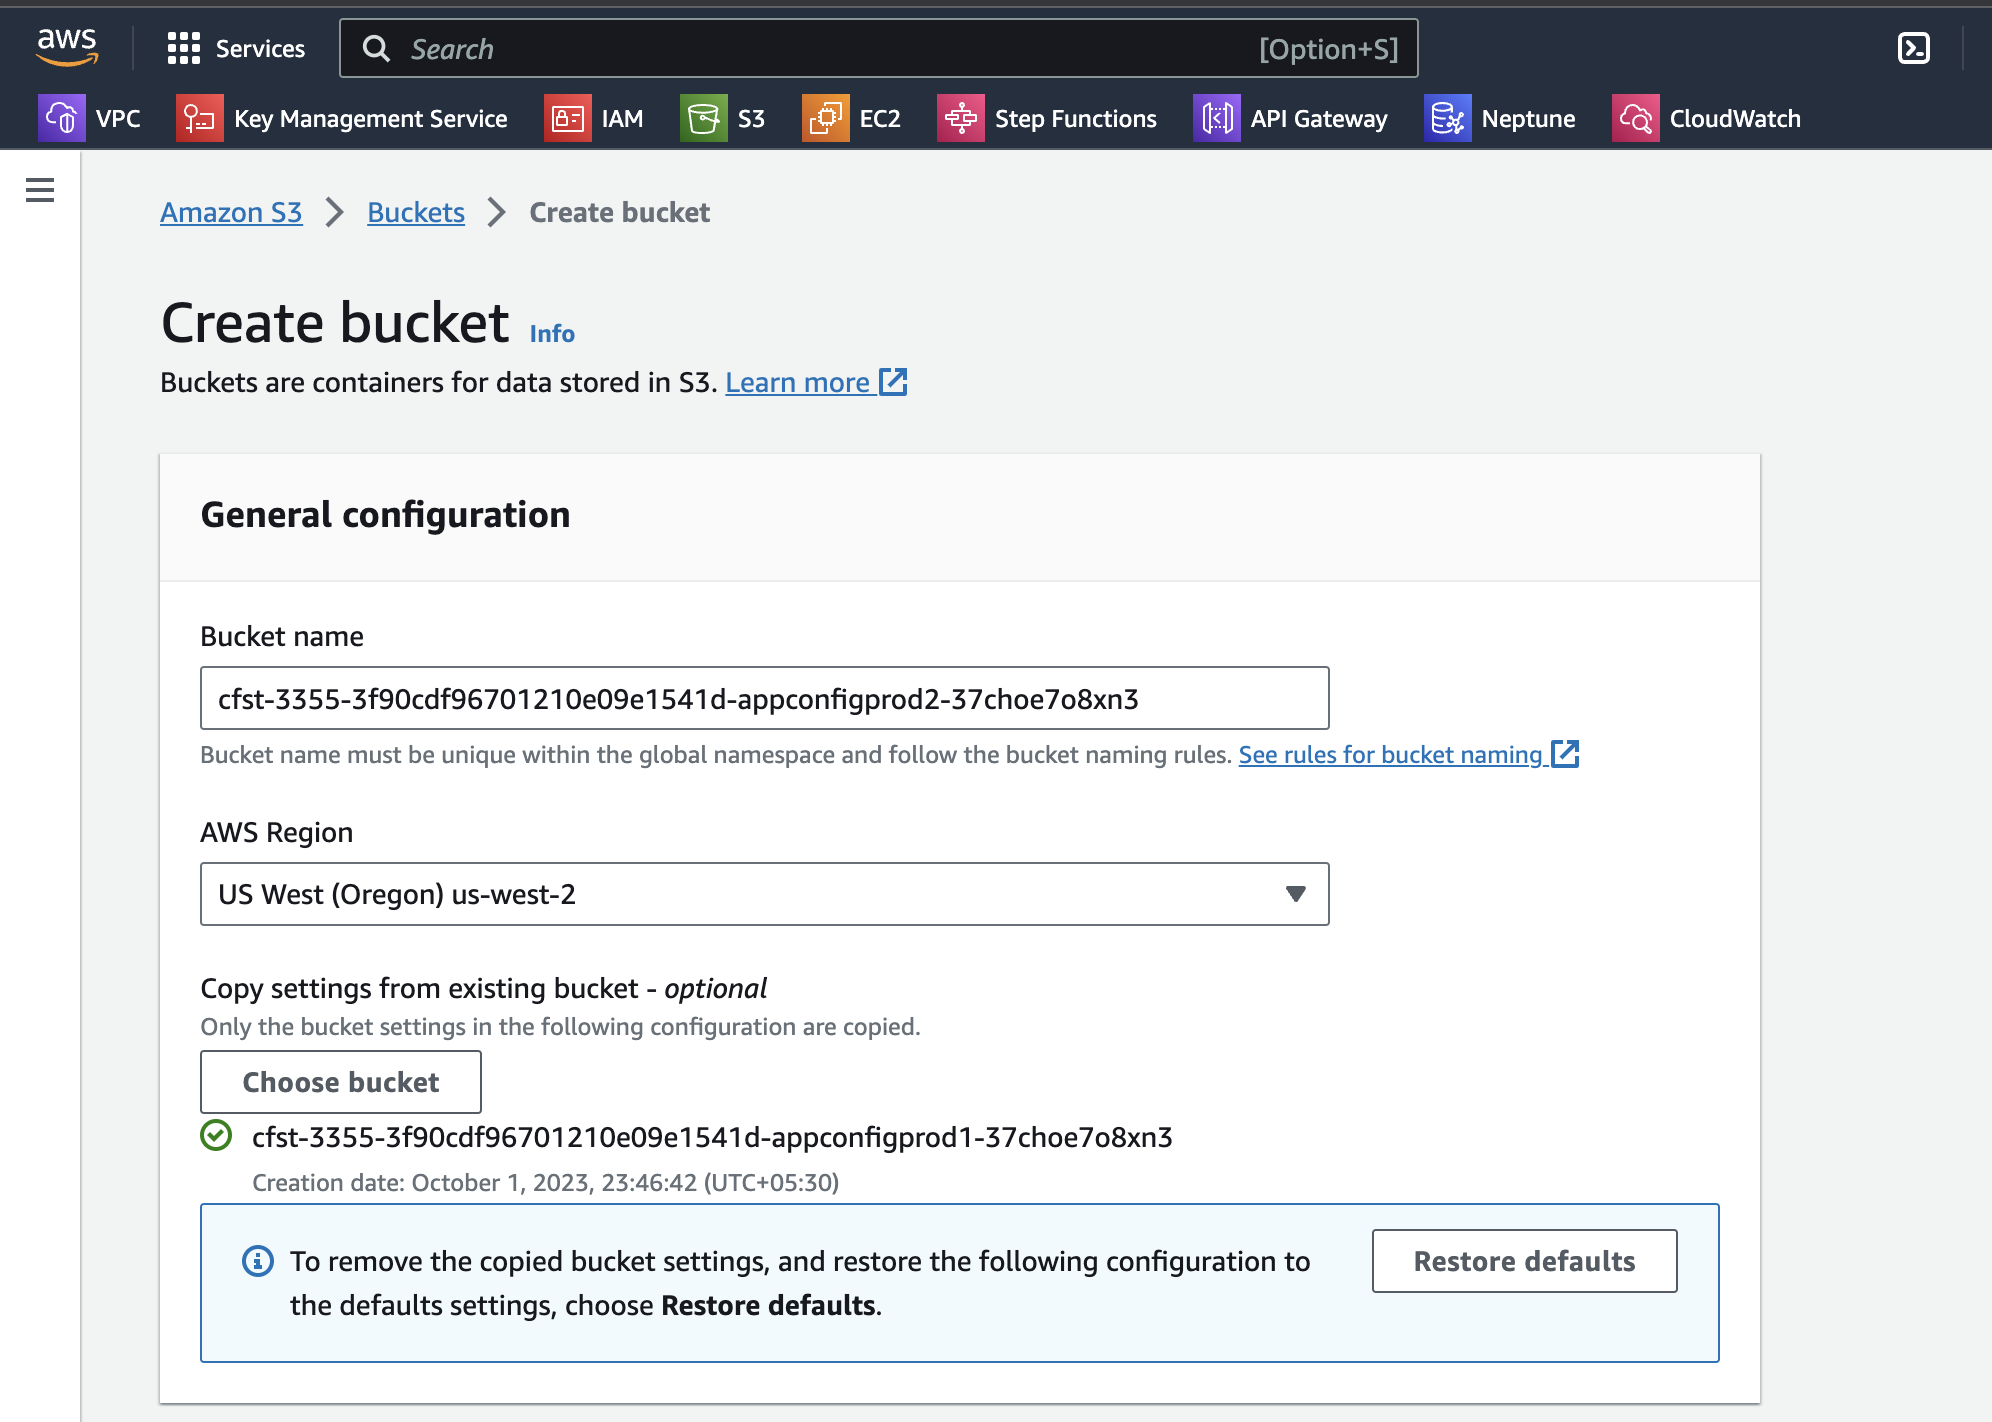 aws
Services
Search
[Option+S]
VPC
Key Management Service
IAM
S3
EC2
Step Functions
API Gateway
Neptune
CloudWatch
Amazon S3
Buckets
Create bucket
Create bucket Info
Buckets are containers for data stored in S3. Learn more
General configuration
Bucket name
cfst-3355-3f90cdf96701210e09e1541d-appconfigprod2-37choe7o8xn3
Bucket name must be unique within the global namespace and follow the bucket naming rules. See rules for bucket naming
AWS Region
US West (Oregon) us-west-2
Copy settings from existing bucket - optional
Only the bucket settings in the following configuration are copied.
Choose bucket
cfst-3355-3f90cdf96701210e09e1541d-appconfigprod1-37choe7o8xn3
Creation date: October 1, 2023, 23:46:42 (UTC+05:30)
To remove the copied bucket settings, and restore the following configuration to
the defaults settings, choose Restore defaults.
Restore defaults